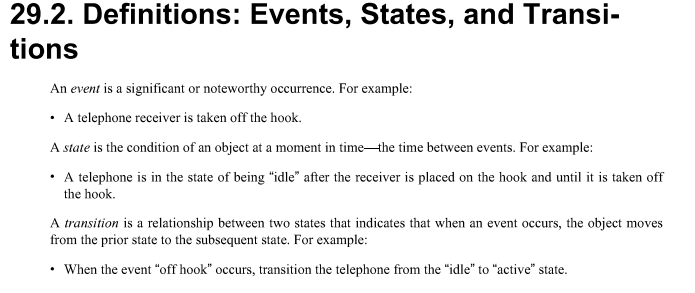 29.2. Definitions: Events, States, and Transi-
tions
An event is a significant or noteworthy occurrence. For example:
• A telephone receiver is taken off the hook.
A state is the condition of an object at a moment in time—the time between events. For example:
• A telephone is in the state of being “idle” after the receiver is placed on the hook and until it is taken off
the hook.
A transition is a relationship between two states that indicates that when an event occurs, the object moves
from the prior state to the subsequent state. For example:
• When the event “off hook” occurs, transition the telephone from the “idle” to “active” state.